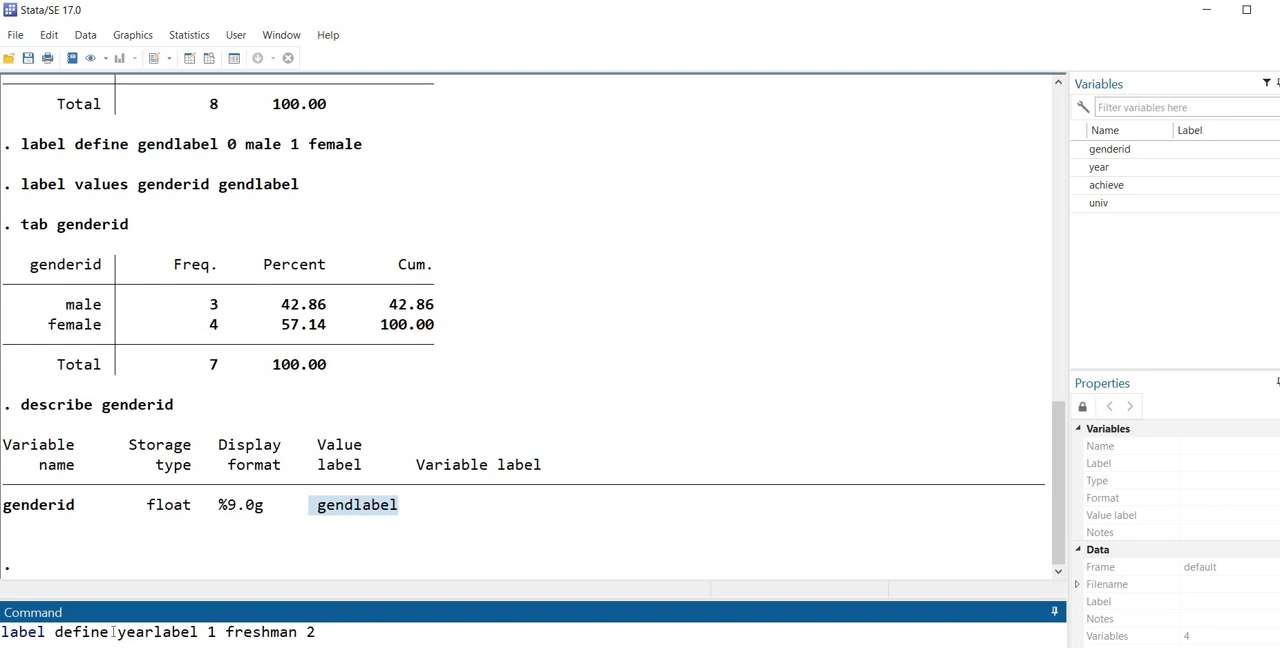 Stata/SE 17.0
File Edit Data Graphics Statistics User Window Help
Total 8 100.00
. label define gendlabel 0 male 1 female
. label values genderid gendlabel
. tab genderid
genderid Freq. Percent Cum.
male 3 42.86 42.86
female 4 57.14 100.00
Total 7 100.00
. describe genderid
Variable Storage Display Value
name type format label Variable label
genderid float %9.0g gendlabel
.
Command
label define yearlabel 1 freshman 2
Variables
Filter variables here
Name Label
genderid
year
achieve
univ
Properties
Variables
Name
Label
Type
Format
Value label
Notes
Data
Frame default
Filename
Label
Notes
Variables 4